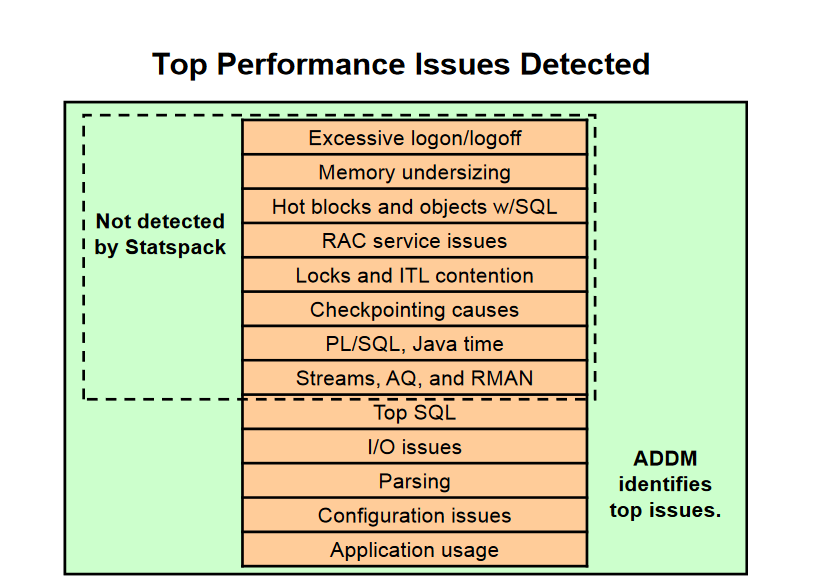 Top Performance Issues Detected
Excessive logon/logoff
Memory undersizing
Hot blocks and objects w/SQL
Not detected
by Statspack
RAC service issues
Locks and ITL contention
Checkpointing causes
PL/SQL, Java time
Streams, AQ, and RMAN
Top SQL
I/O issues
Parsing
Configuration issues
Application usage
ADDM
identifies
top issues.